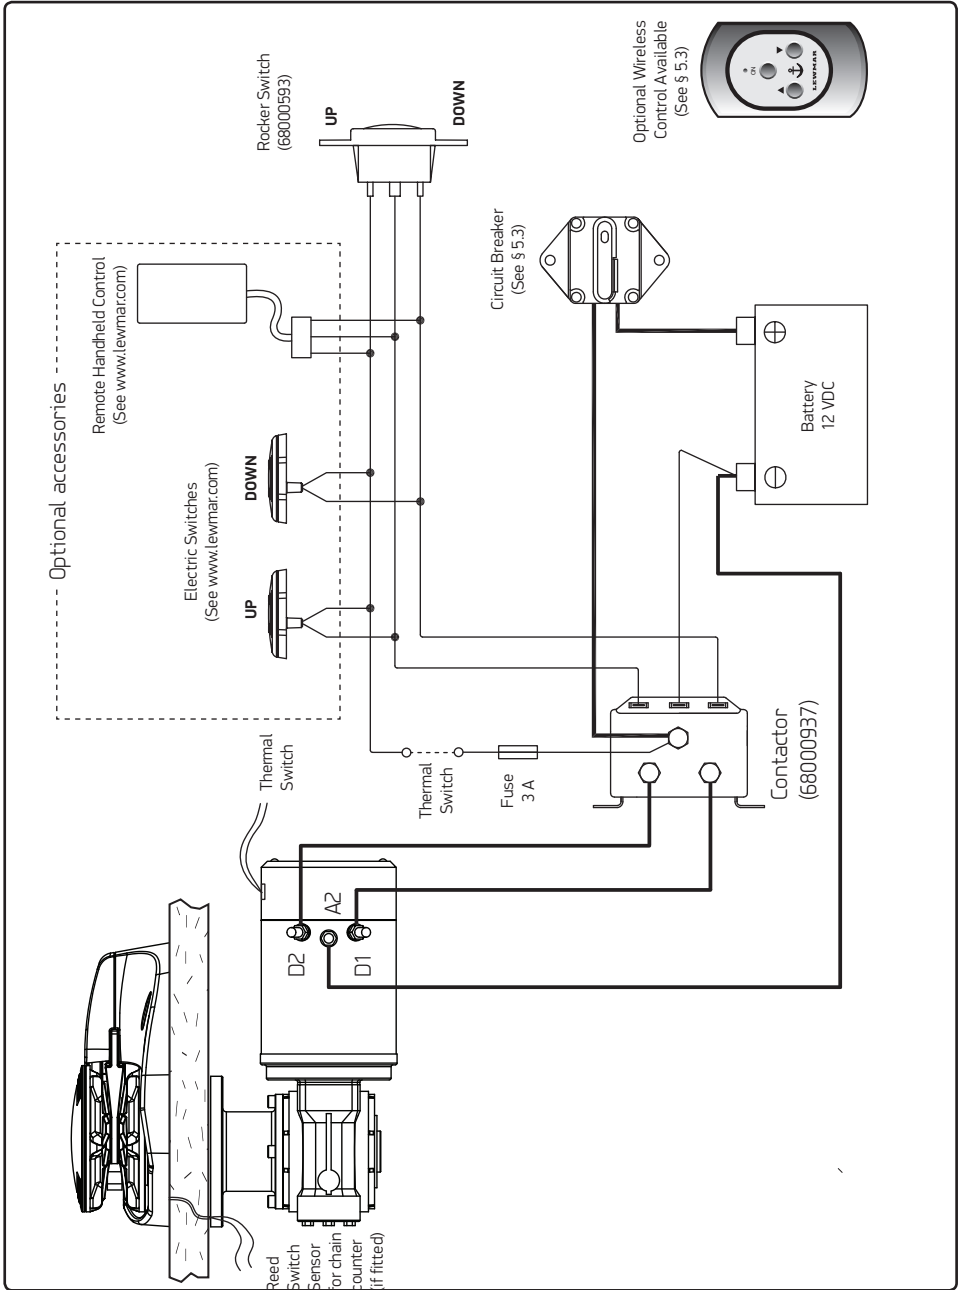 Optional accessories
Remote Handheld Control
(See www.lewmar.com)
Electric Switches
(See www.lewmar.com)
UP
DOWN
Rocker Switch
(68000593)
UP
DOWN
Optional Wireless
Control Available
(See § 5.3)
ON
LEWMAR
Circuit Breaker
(See § 5.3)
Battery
12 VDC
Thermal
Switch
Thermal
Switch
Fuse
3 A
Contactor
(68000937)
D2
A2
D1
Reed
Switch
Sensor
for chain
counter
(if fitted)